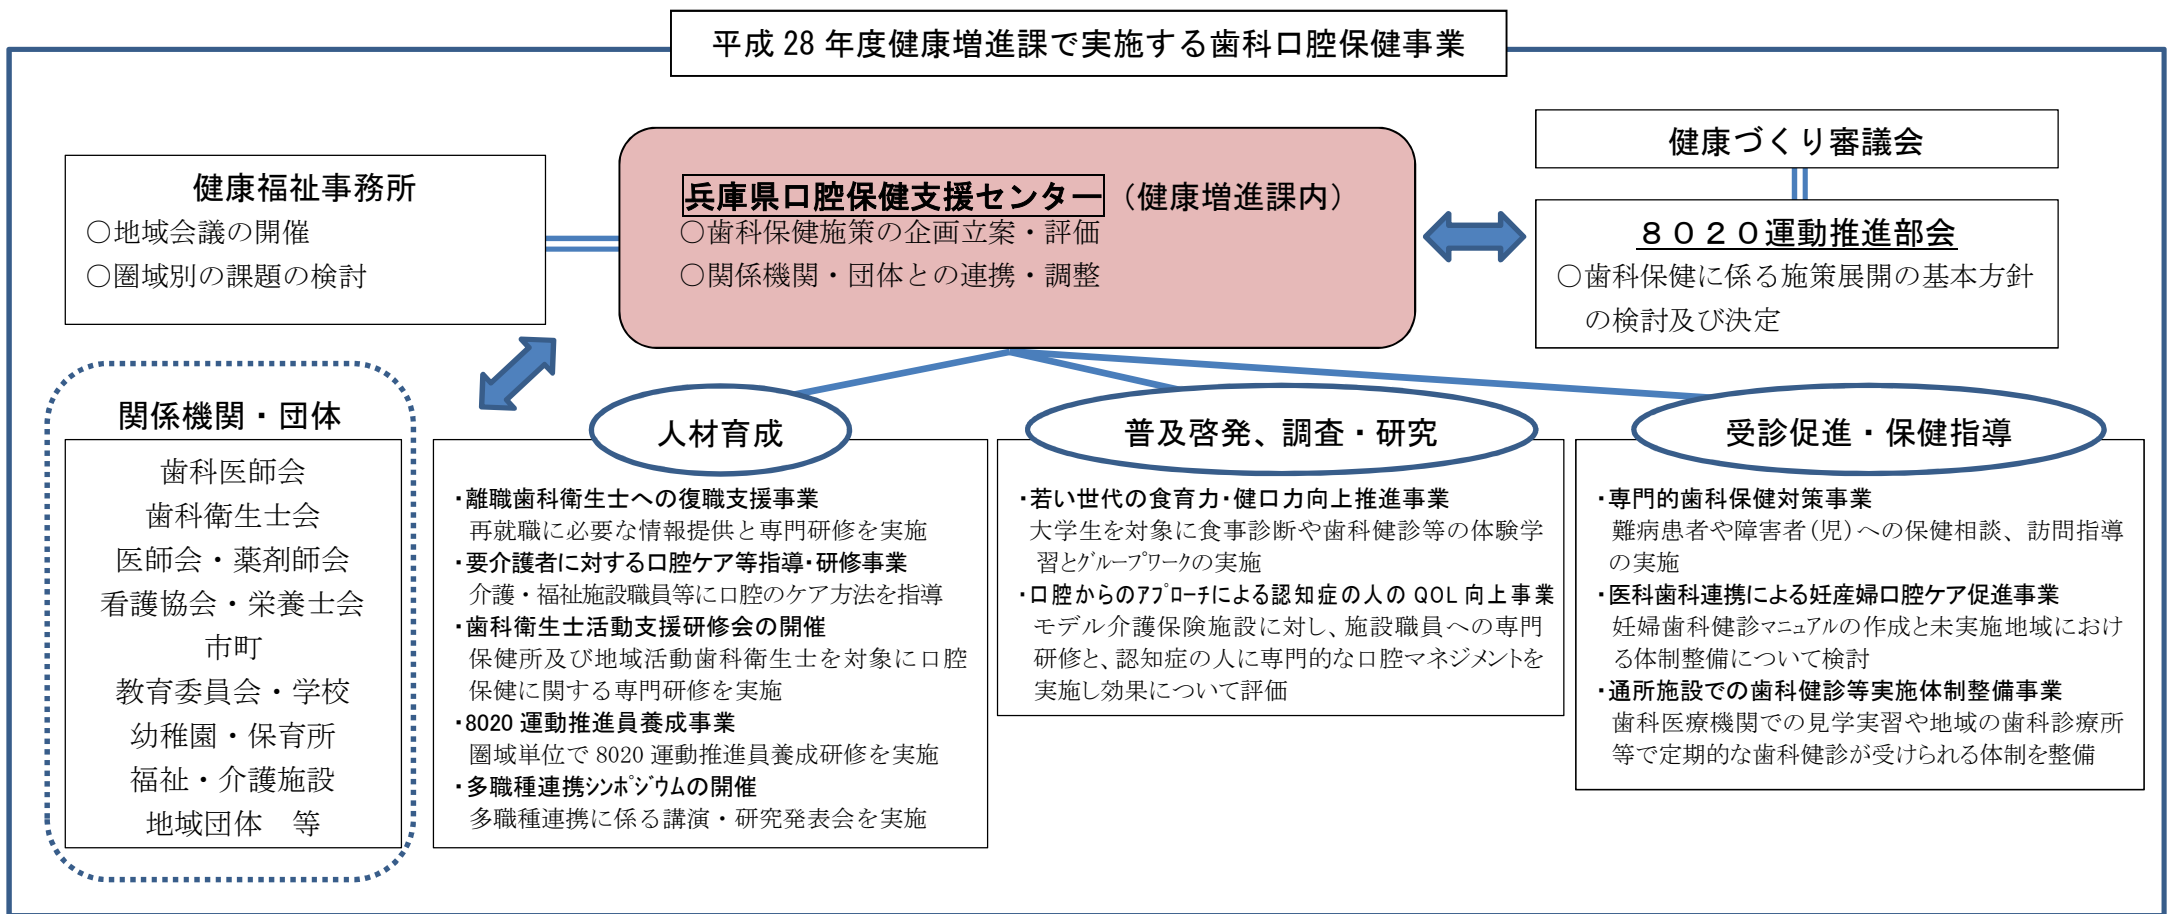 平成 28 年度健康増進課で実施する歯科口腔保健事業
健康福祉事務所
○地域会議の開催
○圏域別の課題の検討
兵庫県口腔保健支援センター（健康増進課内）
○歯科保健施策の企画立案・評価
○関係機関・団体との連携・調整
健康づくり審議会
８０２０運動推進部会
○歯科保健に係る施策展開の基本方針
の検討及び決定
関係機関・団体
歯科医師会
歯科衛生士会
医師会・薬剤師会
看護協会・栄養士会
市町
教育委員会・学校
幼稚園・保育所
福祉・介護施設
地域団体　等
人材育成
・離職歯科衛生士への復職支援事業
再就職に必要な情報提供と専門研修を実施
・要介護者に対する口腔ケア等指導・研修事業
介護・福祉施設職員等に口腔のケア方法を指導
・歯科衛生士活動支援研修会の開催
保健所及び地域活動歯科衛生士を対象に口腔
保健に関する専門研修を実施
・8020 運動推進員養成事業
圏域単位で 8020 運動推進員養成研修を実施
・多職種連携ｼﾝﾎﾟｼﾞｳﾑの開催
多職種連携に係る講演・研究発表会を実施
普及啓発、調査・研究
・若い世代の食育力・健口力向上推進事業
大学生を対象に食事診断や歯科健診等の体験学
習とｸﾞﾙｰﾌﾟﾜｰｸの実施
・口腔からのｱﾌﾟﾛｰﾁによる認知症の人の QOL 向上事業
モデル介護保険施設に対し、施設職員への専門
研修と、認知症の人に専門的な口腔マネジメントを
実施し効果について評価
受診促進・保健指導
・専門的歯科保健対策事業
難病患者や障害者(児)への保健相談、訪問指導
の実施
・医科歯科連携による妊産婦口腔ケア促進事業
妊婦歯科健診ﾏﾆｭｱﾙの作成と未実施地域におけ
る体制整備について検討
・通所施設での歯科健診等実施体制整備事業
歯科医療機関での見学実習や地域の歯科診療所
等で定期的な歯科健診が受けられる体制を整備